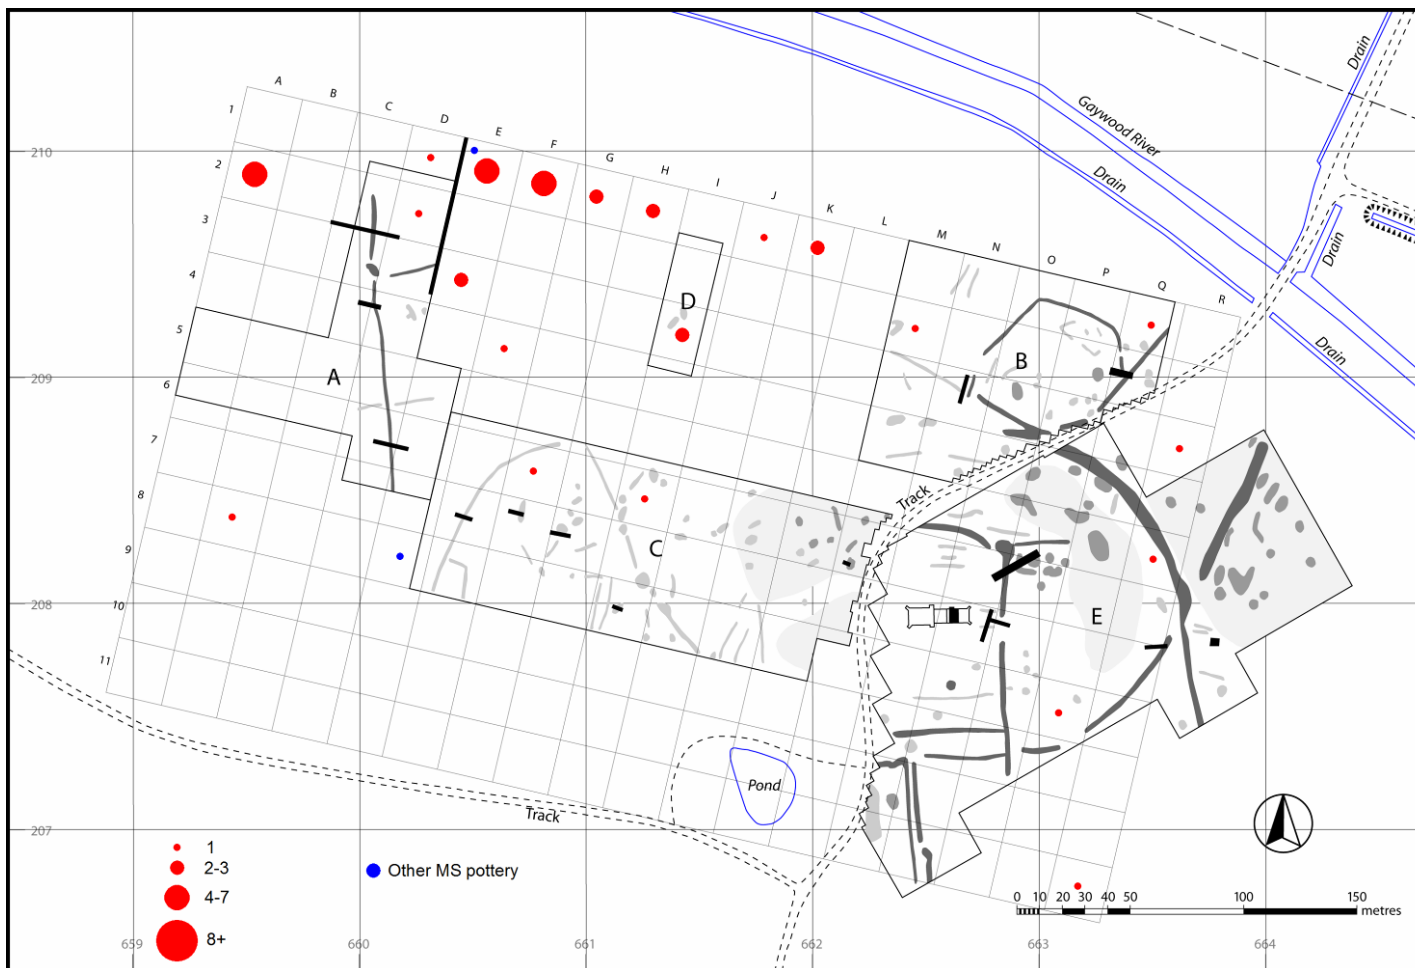 A B C D E F G H I J K L M N O P Q R
1
2
3
4
5
6
7
8
9
10
11
210
209
208
207
659 660 661 662 663 664
Gaywood River
Drain
Drain
Drain
Drain
A
B
C
D
E
Track
Track
Pond
1
2-3
4-7
8+
Other MS pottery
0 10 20 30 40 50 100 150 metres